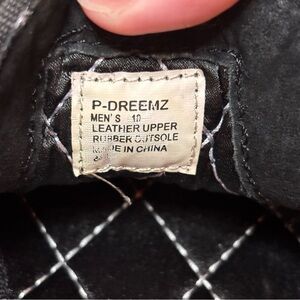 P-DREEMZ
MEN'S 10
LEATHER UPPER
RUBBER OUTSOLE
MADE IN CHINA